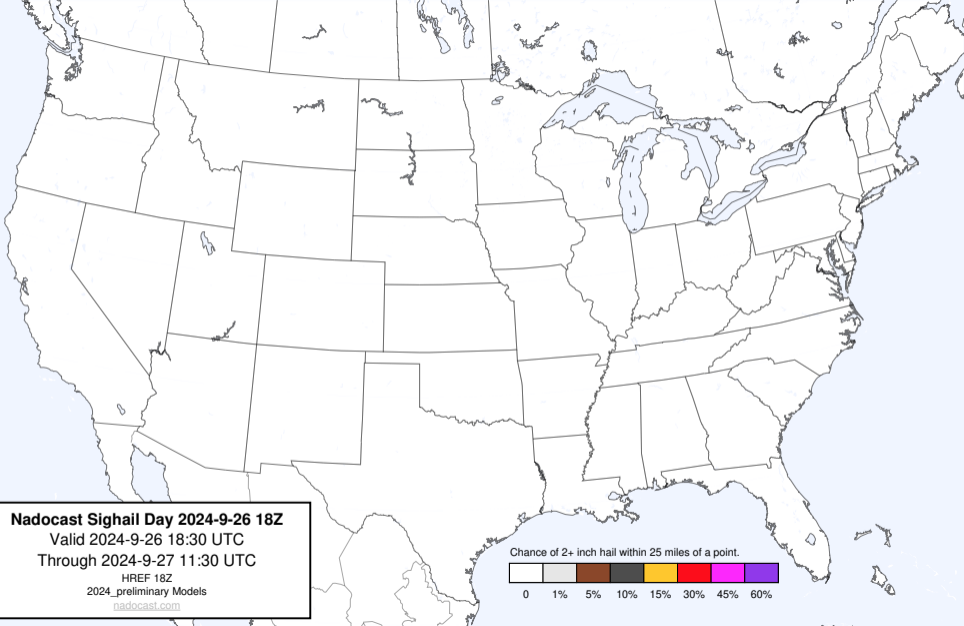 Nadocast Sighail Day 2024-9-26 18Z
Valid 2024-9-26 18:30 UTC
Through 2024-9-27 11:30 UTC
HREF 18Z
2024_preliminary Models
nadocast.com
Chance of 2+ inch hail within 25 miles of a point.
0 1% 5% 10% 15% 30% 45% 60%